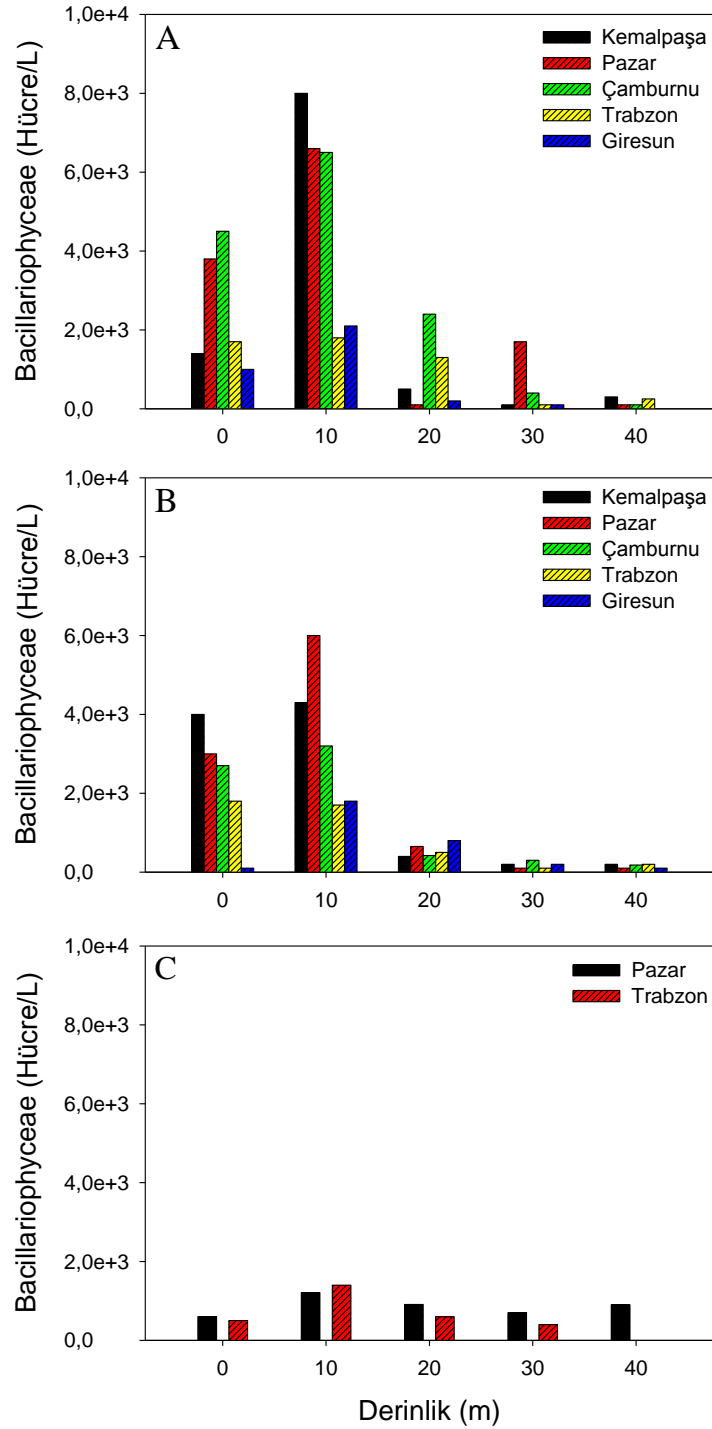 A
Bacillariophyceae (Hücre/L)
1,0e+4
8,0e+3
6,0e+3
4,0e+3
2,0e+3
0,0
Kemalpaşa
Pazar
Çamburnu
Trabzon
Giresun
0 10 20 30 40
B
Bacillariophyceae (Hücre/L)
1,0e+4
8,0e+3
6,0e+3
4,0e+3
2,0e+3
0,0
Kemalpaşa
Pazar
Çamburnu
Trabzon
Giresun
0 10 20 30 40
C
Bacillariophyceae (Hücre/L)
1,0e+4
8,0e+3
6,0e+3
4,0e+3
2,0e+3
0,0
Pazar
Trabzon
0 10 20 30 40
Derinlik (m)